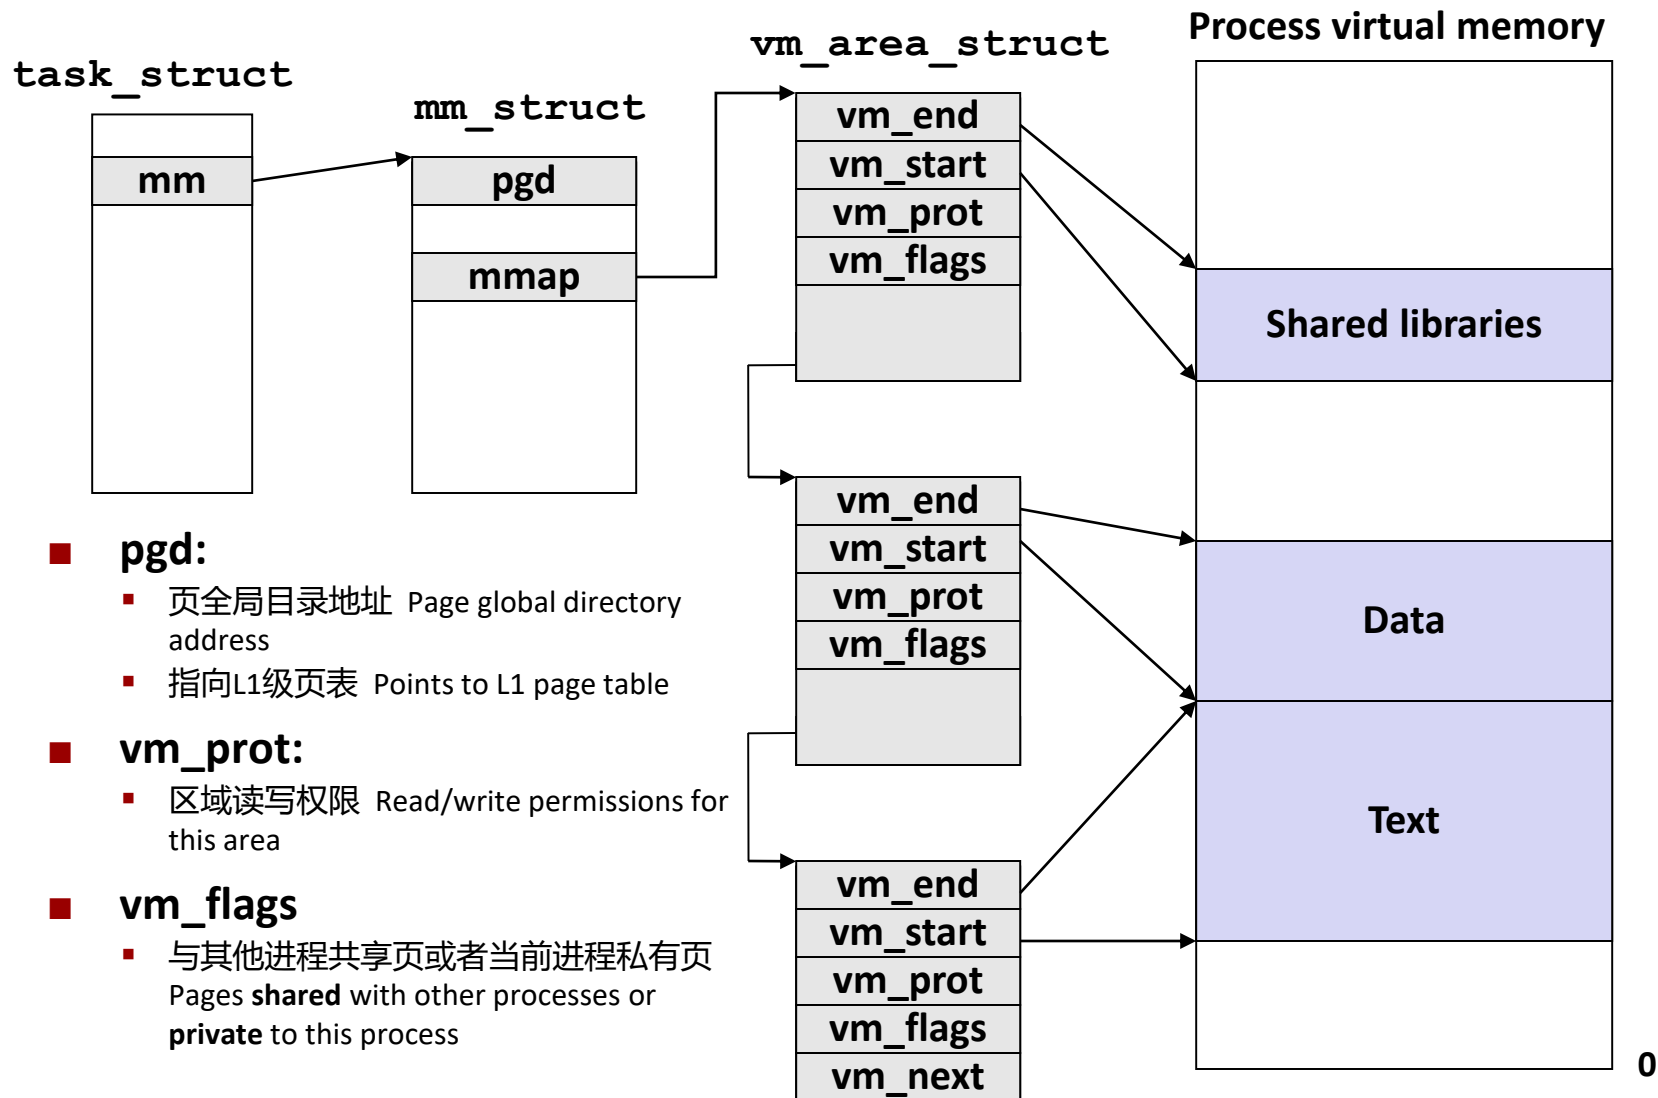 task_struct
mm
mm_struct
pgd
mmap
vm_area_struct
vm_end
vm_start
vm_prot
vm_flags
vm_end
vm_start
vm_prot
vm_flags
vm_end
vm_start
vm_prot
vm_flags
vm_next
Process virtual memory
Shared libraries
Data
Text
0
pgd:
页全局目录地址 Page global directory
address
指向L1级页表 Points to L1 page table
vm_prot:
区域读写权限 Read/write permissions for
this area
vm_flags
与其他进程共享页或者当前进程私有页
Pages shared with other processes or
private to this process